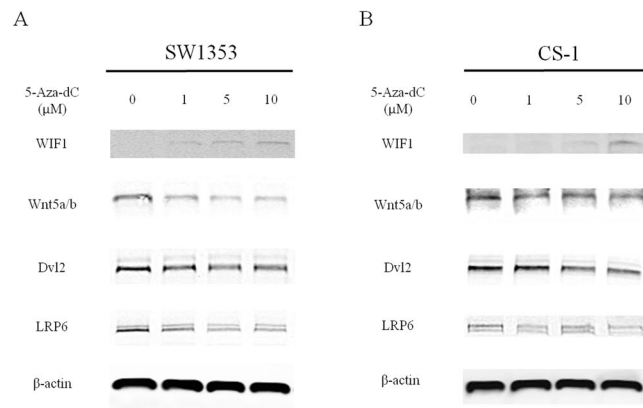 A
SW1353
5-Aza-dC
(μM)
0 1 5 10
WIF1
Wnt5a/b
Dvl2
LRP6
β-actin
B
CS-1
5-Aza-dC
(μM)
0 1 5 10
WIF1
Wnt5a/b
Dvl2
LRP6
β-actin